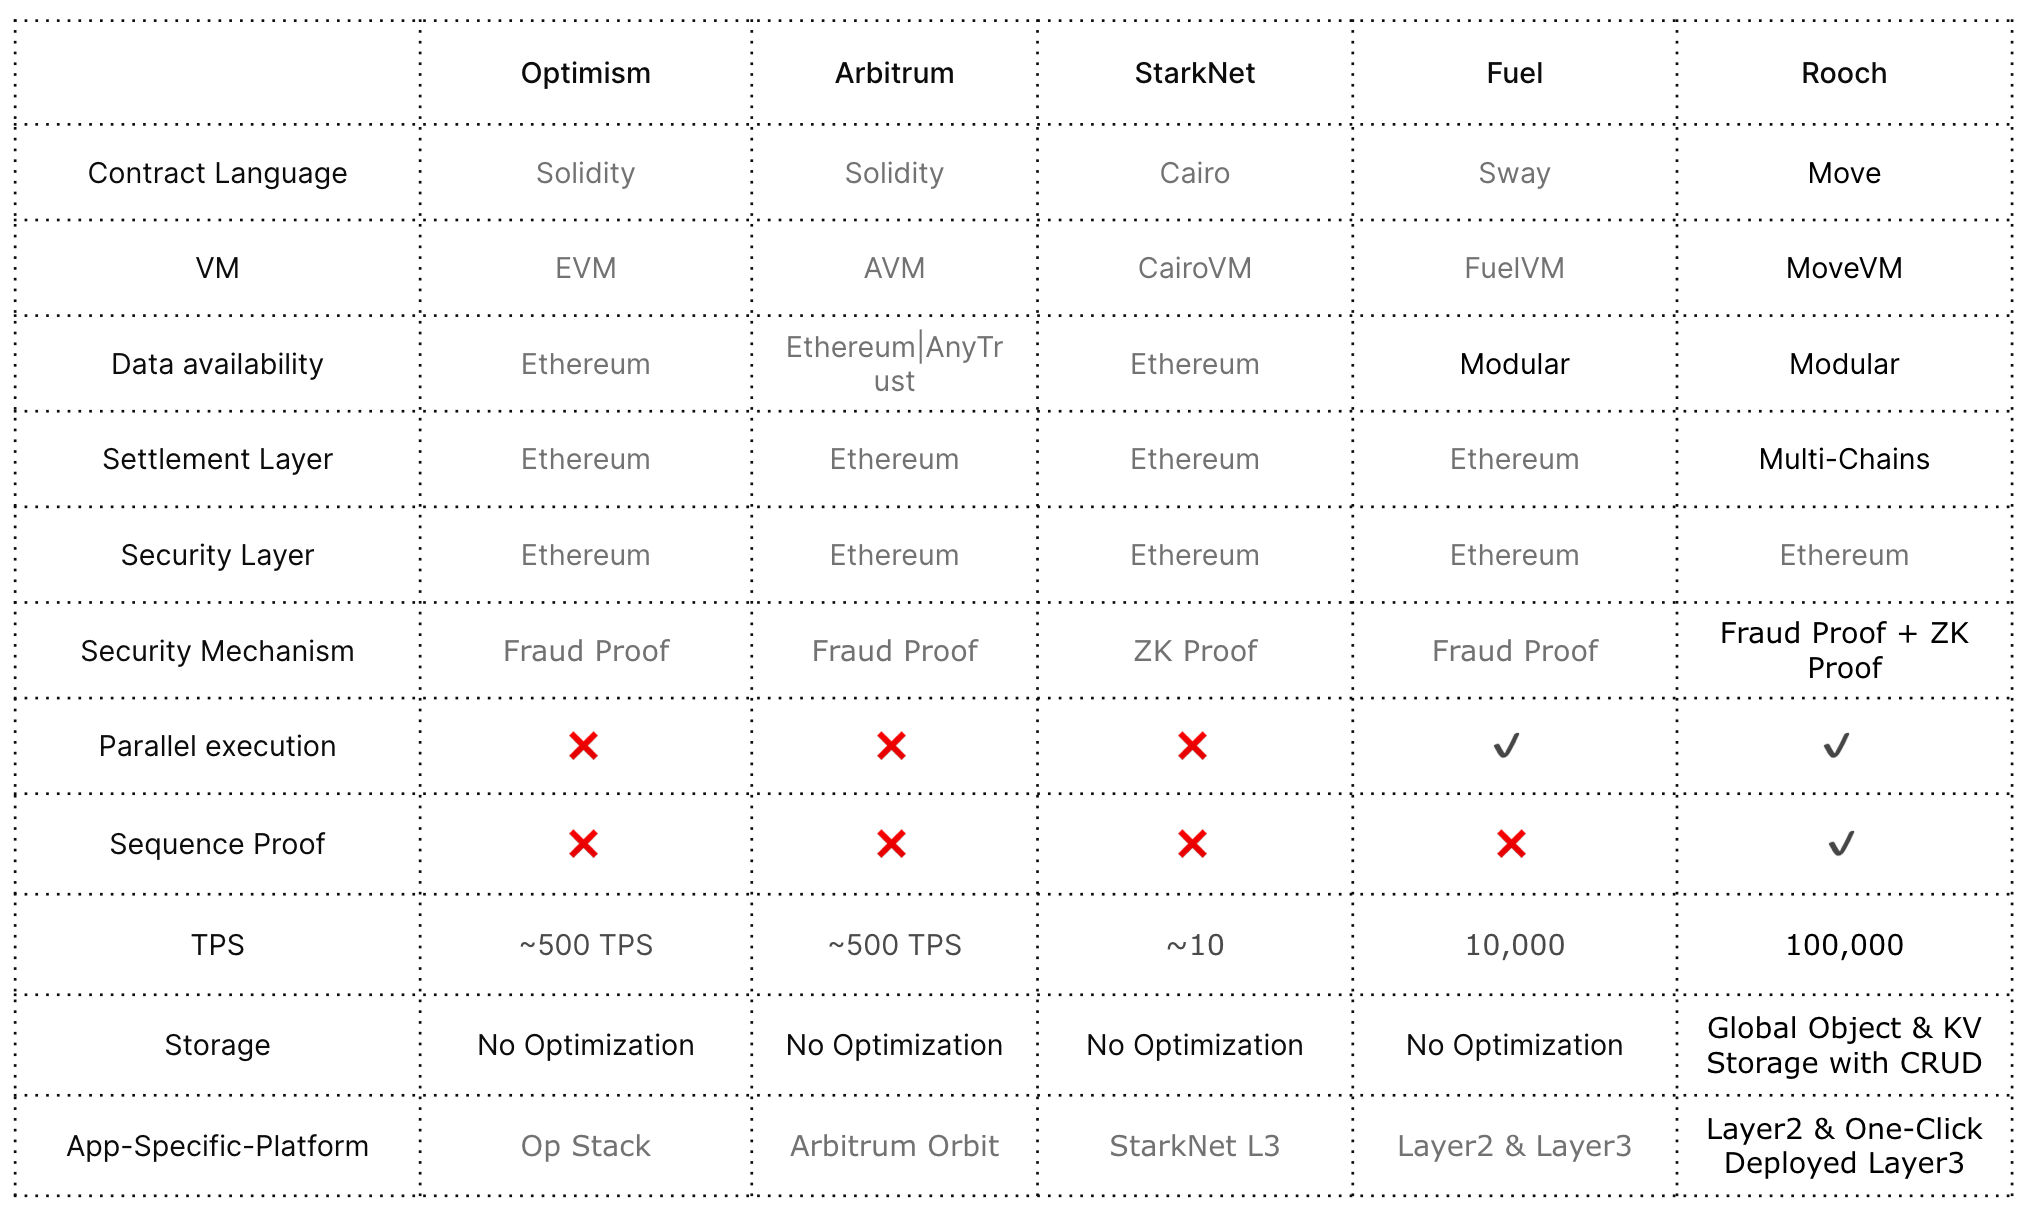 Optimism Arbitrum StarkNet Fuel Rooch
Contract Language Solidity Solidity Cairo Sway Move
VM EVM AVM CairoVM FuelVM MoveVM
Data availability Ethereum Ethereum|AnyTr
ust Ethereum Modular Modular
Settlement Layer Ethereum Ethereum Ethereum Ethereum Multi-Chains
Security Layer Ethereum Ethereum Ethereum Ethereum Ethereum
Security Mechanism Fraud Proof Fraud Proof ZK Proof Fraud Proof Fraud Proof + ZK
Proof
Parallel execution ❌ ❌ ❌ ✓ ✓
Sequence Proof ❌ ❌ ❌ ❌ ✓
TPS ~500 TPS ~500 TPS ~10 10,000 100,000
Storage No Optimization No Optimization No Optimization No Optimization Global Object & KV
Storage with CRUD
App-Specific-Platform Op Stack Arbitrum Orbit StarkNet L3 Layer2 & Layer3 Layer2 & One-Click
Deployed Layer3